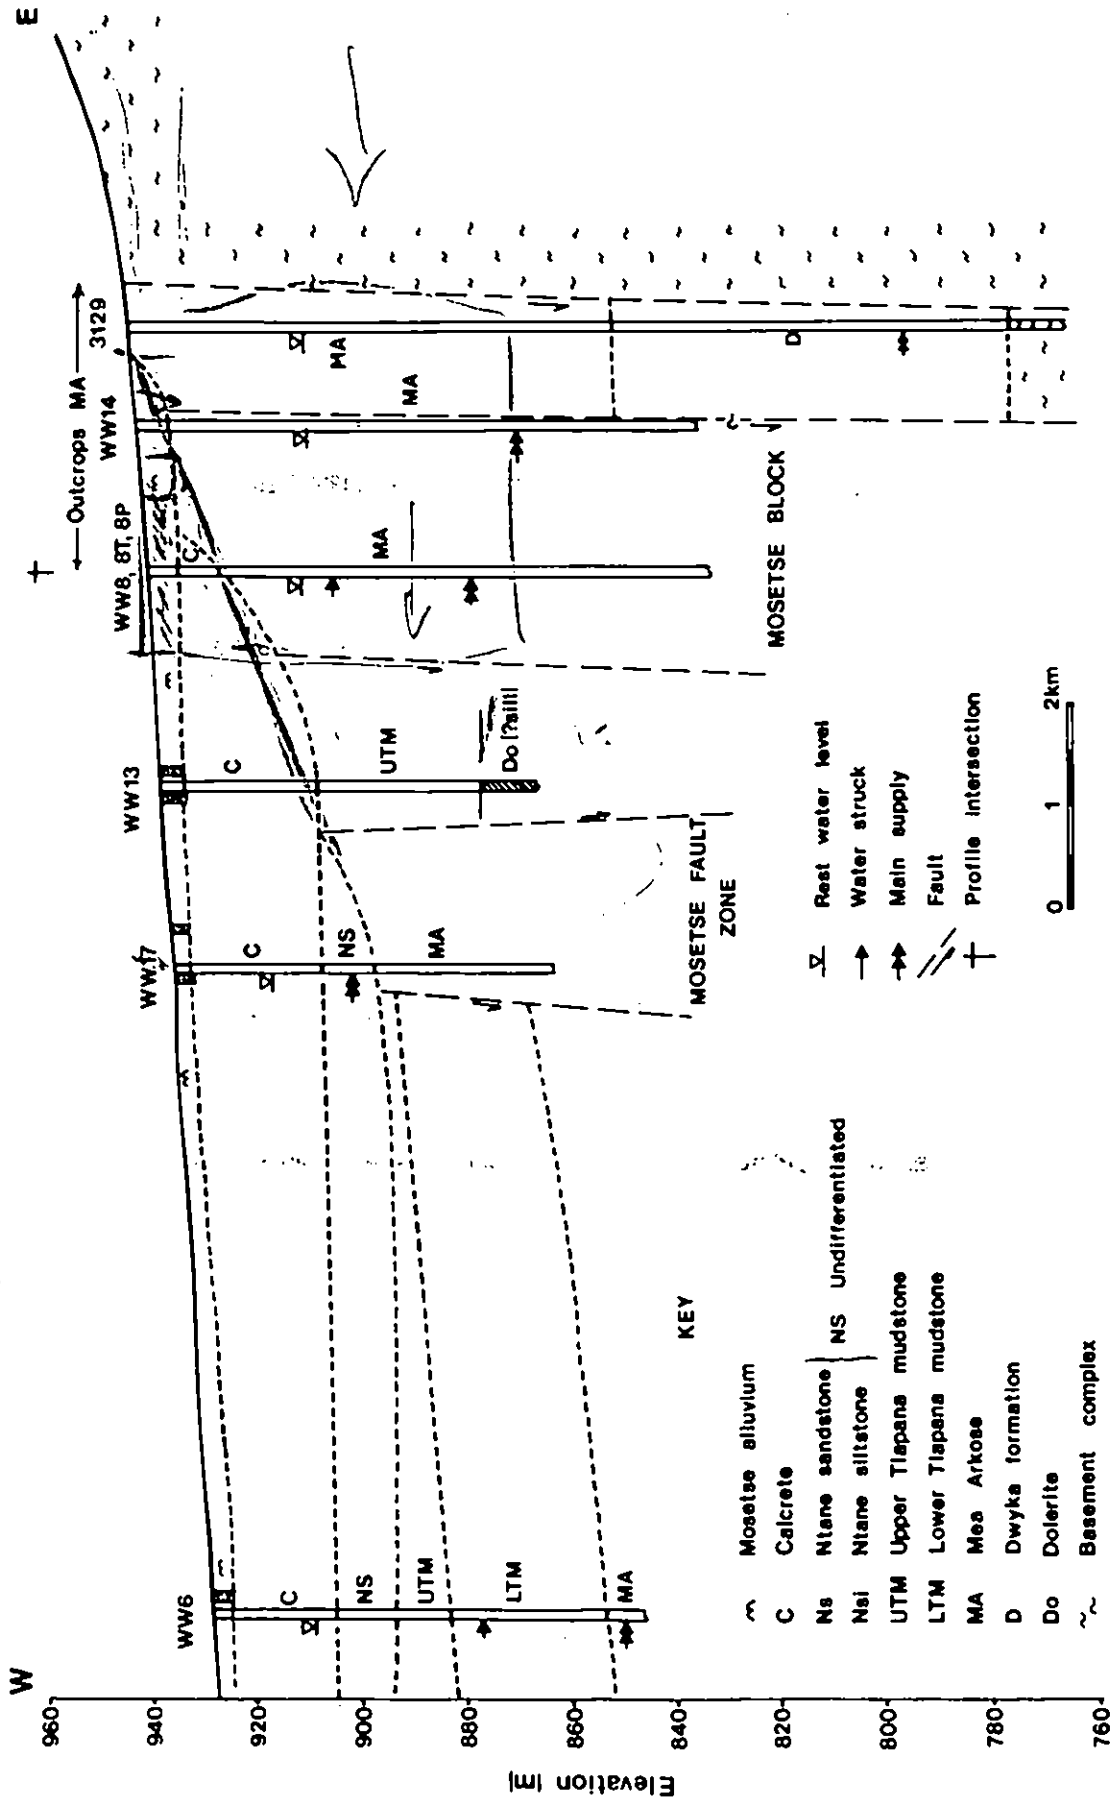 W
E
960
940
920
900
880
860
840
820
800
780
760
Elevation |m|
WW6
C
NS
UTM
LTM
MA
WW17
C
NS
MA
WW13
C
UTM
Do [?sill]
WW8, 8T, 8P
C
MA
WW14
MA
3129
MA
D
Outcrops MA
MOSETSE FAULT
ZONE
MOSETSE BLOCK
?
KEY
Mosetse alluvium
C Calcrete
Ns Ntane sandstone
Nsi Ntane siltstone
NS Undifferentiated
UTM Upper Tlapana mudstone
LTM Lower Tlapana mudstone
MA Mea Arkose
D Dwyka formation
Do Dolerite
~ Basement complex
Rest water level
Water struck
Main supply
Fault
Profile intersection
0 1 2km